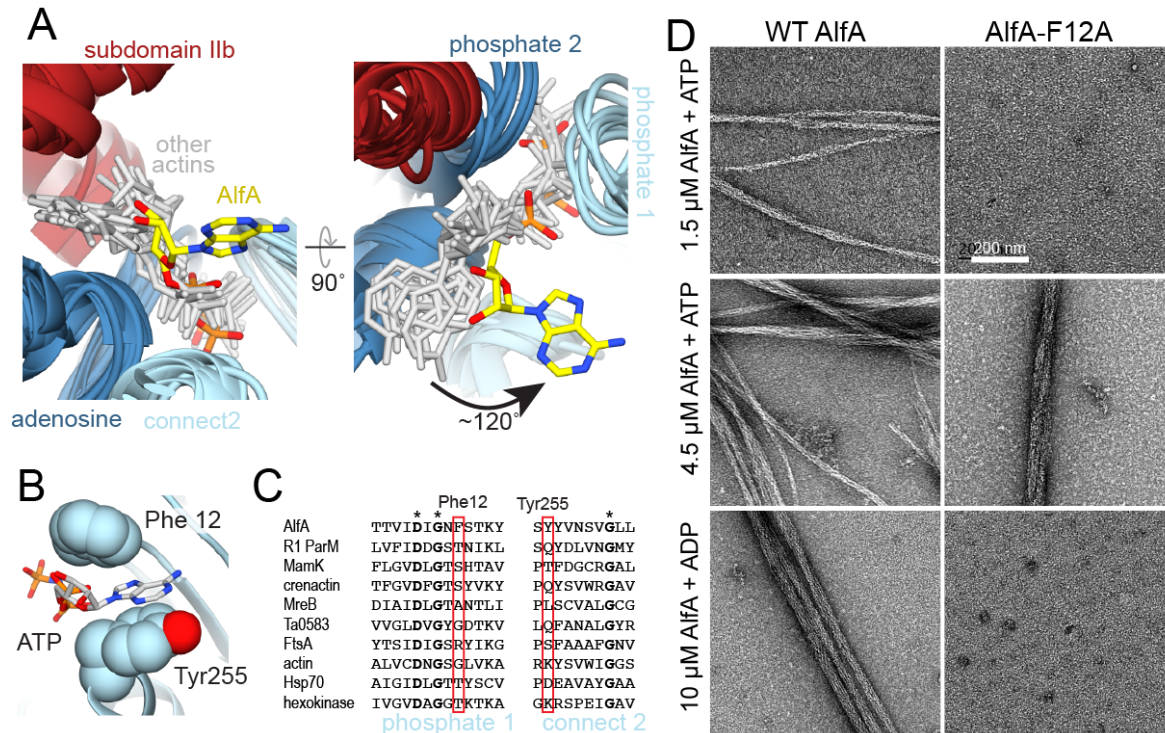 A
subdomain IIb
other
actins
AlfA
adenosine
connect2
90°
phosphate 2
phosphate 1
~120°
B
Phe 12
ATP
Tyr255
C
Phe12 Tyr255
* * *
AlfA TTVIDIGNFSTKY SYYVNSVGLL
R1 ParM LVFIDDGSTNIKL SQYDLVNGMY
MamK FLGVDLGTSHTAV PTFDGCRGAL
crenactin TFGVDFGTSYVKY PQYSVWRGAV
MreB DIAIDLGTANTLI PLSCVALGCG
Ta0583 VVGLDVGYGDTKV LQFANALGYR
FtsA YTSIDIGSRYIKG PSFAAAFGNV
actin ALVCDNGSGLVKA RKYSVWIGGS
Hsp70 AIGIDLGTTYSCV PDEAVAYGAA
hexokinase IVGVDAGGTKTKA GKRSPEIGAV
phosphate 1 connect 2
D
WT AlfA AlfA-F12A
1.5 µM AlfA + ATP
200 nm
4.5 µM AlfA + ATP
10 µM AlfA + ADP